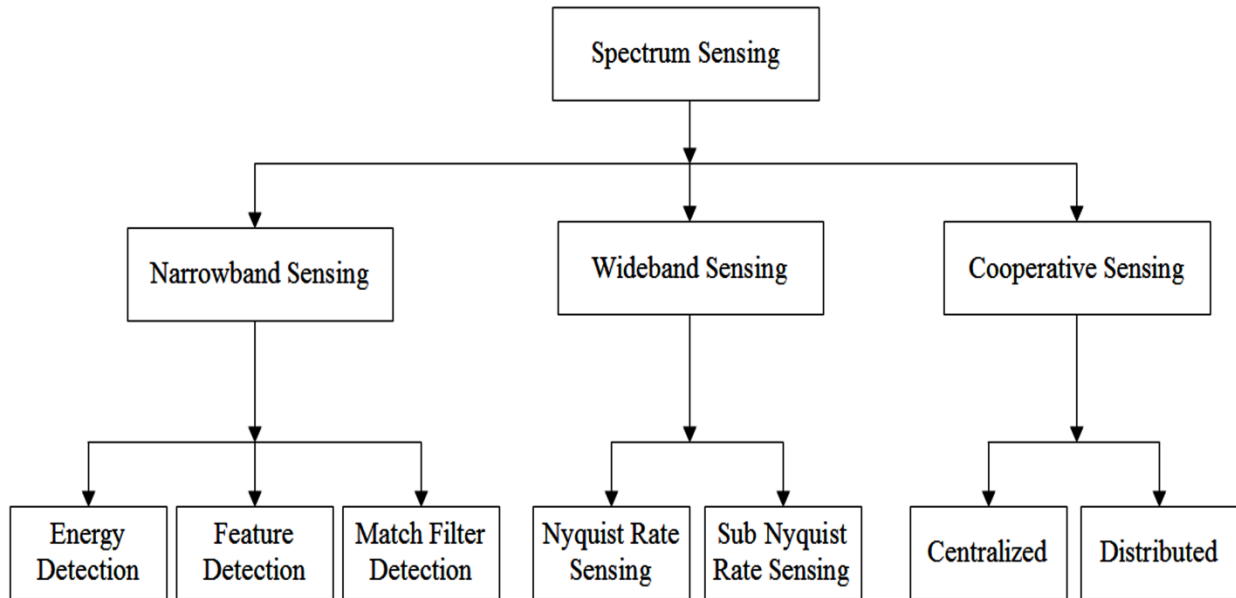 Spectrum Sensing
Narrowband Sensing
Wideband Sensing
Cooperative Sensing
Energy
Detection
Feature
Detection
Match Filter
Detection
Nyquist Rate
Sensing
Sub Nyquist
Rate Sensing
Centralized
Distributed